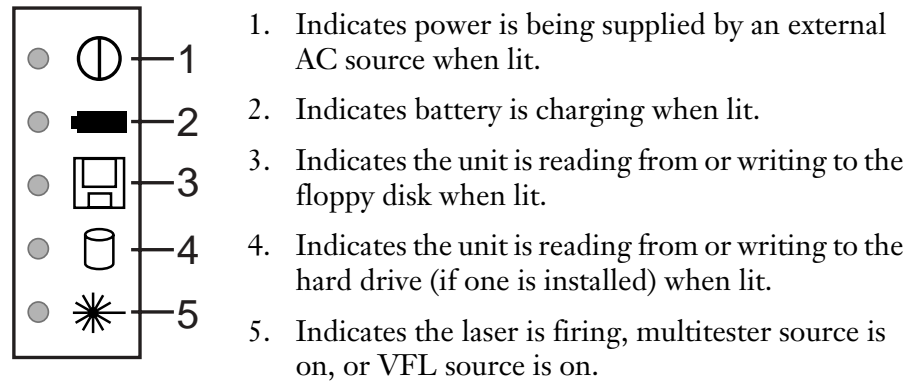 1
2
3
4
5
1. Indicates power is being supplied by an external
AC source when lit.
2. Indicates battery is charging when lit.
3. Indicates the unit is reading from or writing to the
floppy disk when lit.
4. Indicates the unit is reading from or writing to the
hard drive (if one is installed) when lit.
5. Indicates the laser is firing, multitester source is
on, or VFL source is on.